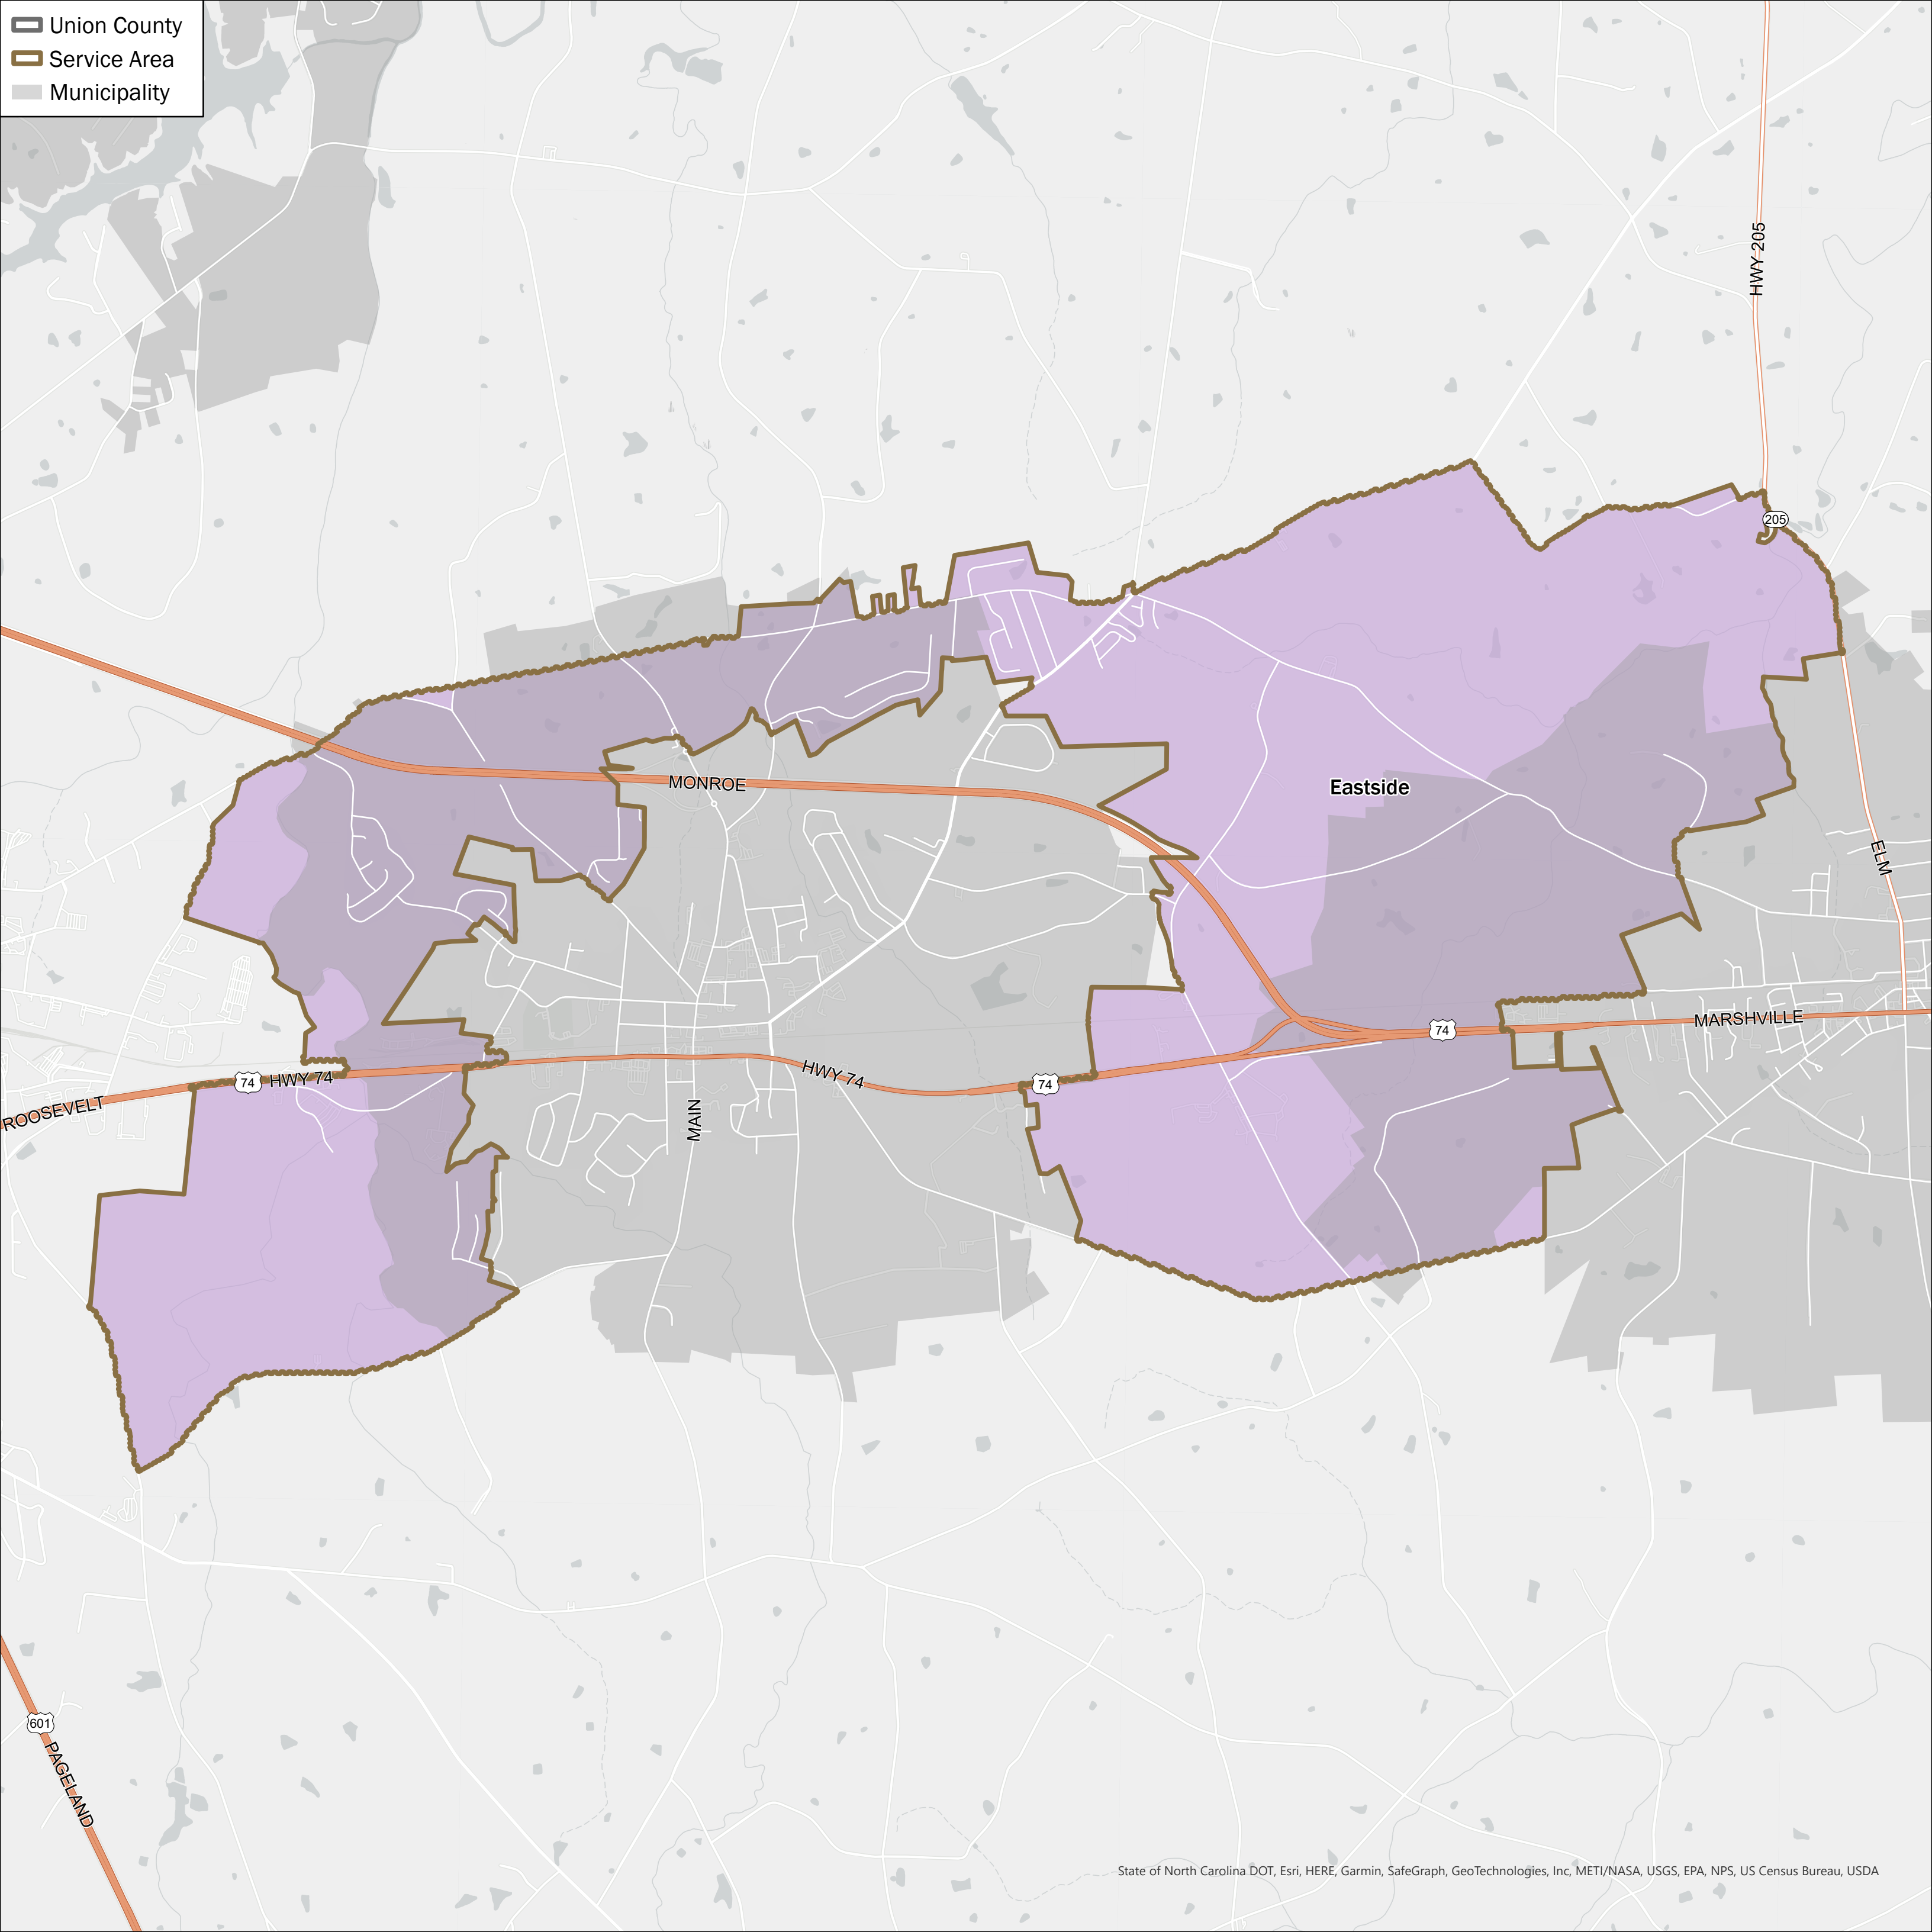 Union County
Service Area
Municipality
HWY 205
205
MONROE
Eastside
ELM
74
MARSHVILLE
HWY 74
74
HWY 74
74
ROOSEVELT
MAIN
601
PAGELAND
State of North Carolina DOT, Esri, HERE, Garmin, SafeGraph, GeoTechnologies, Inc, METI/NASA, USGS, EPA, NPS, US Census Bureau, USDA